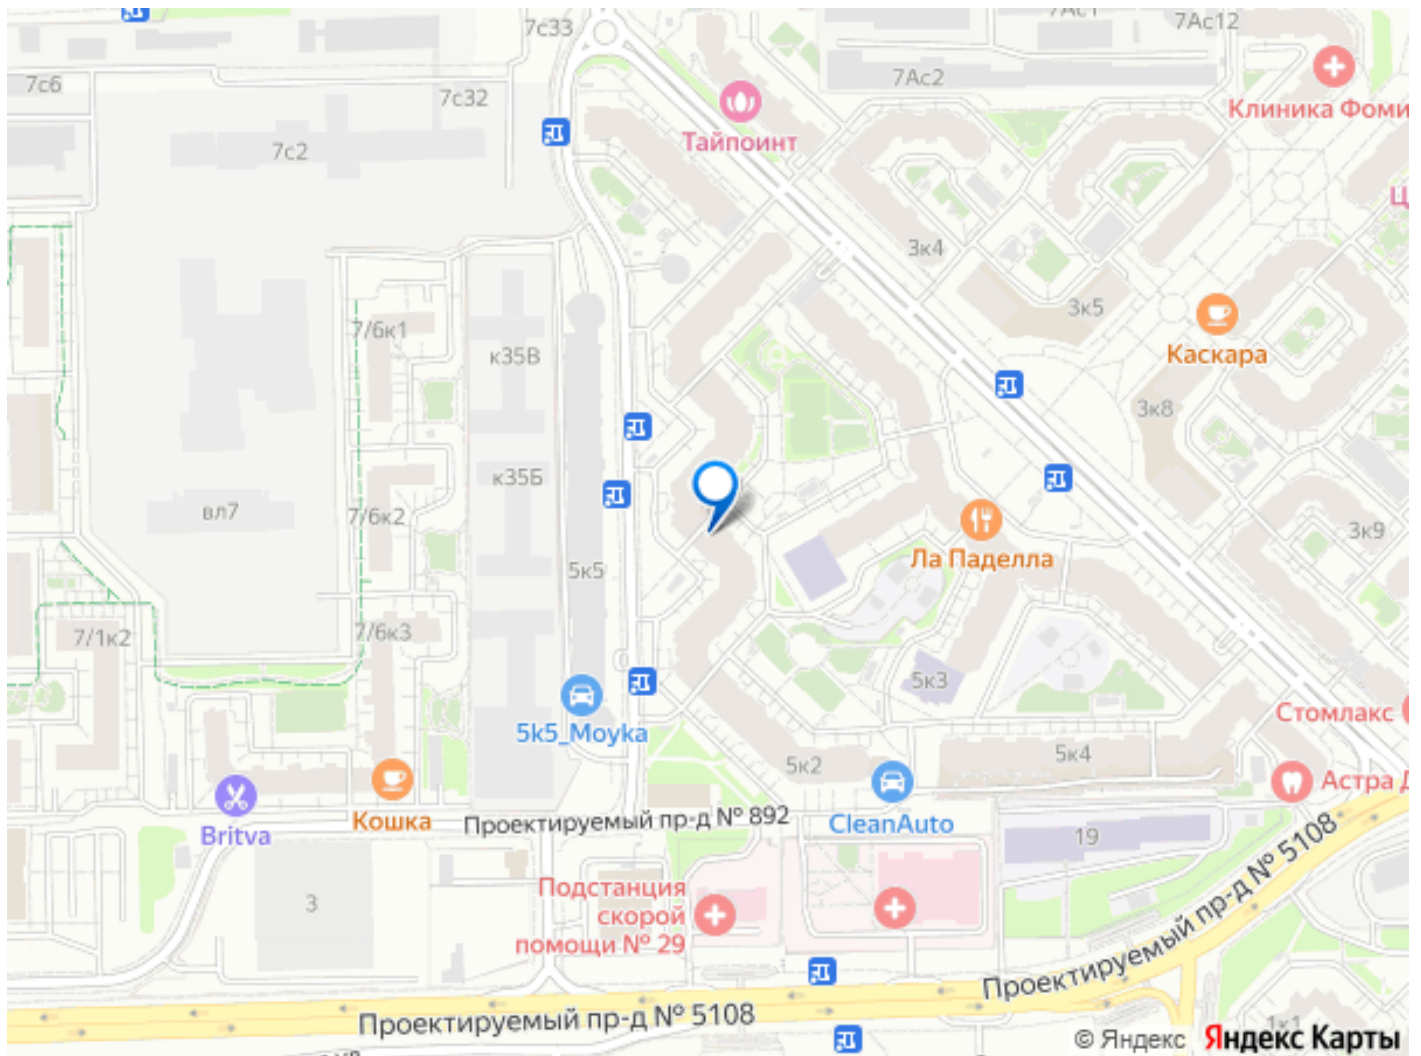 7с33
7Ас1
7Ас12
7с6
7с32
7Ас2
Клиника Фоми
Тайпоинт
7с2
Ц
3к4
3к5
7/6к1
к35В
Каскара
3к8
к35Б
вл7
7/6к2
3к9
Ла Паделла
5к5
7/1к2
7/6к3
5к3
Стомлакс
5k5_Moyka
5к2
5к4
Астра Д
Кошка
Britva
Проектируемый пр-д № 892
CleanAuto
19
3
Подстанция
скорой
помощи № 29
Проектируемый пр-д № 5108
Проектируемый пр-д № 5108
1к1
© Яндекс Яндекс Карты